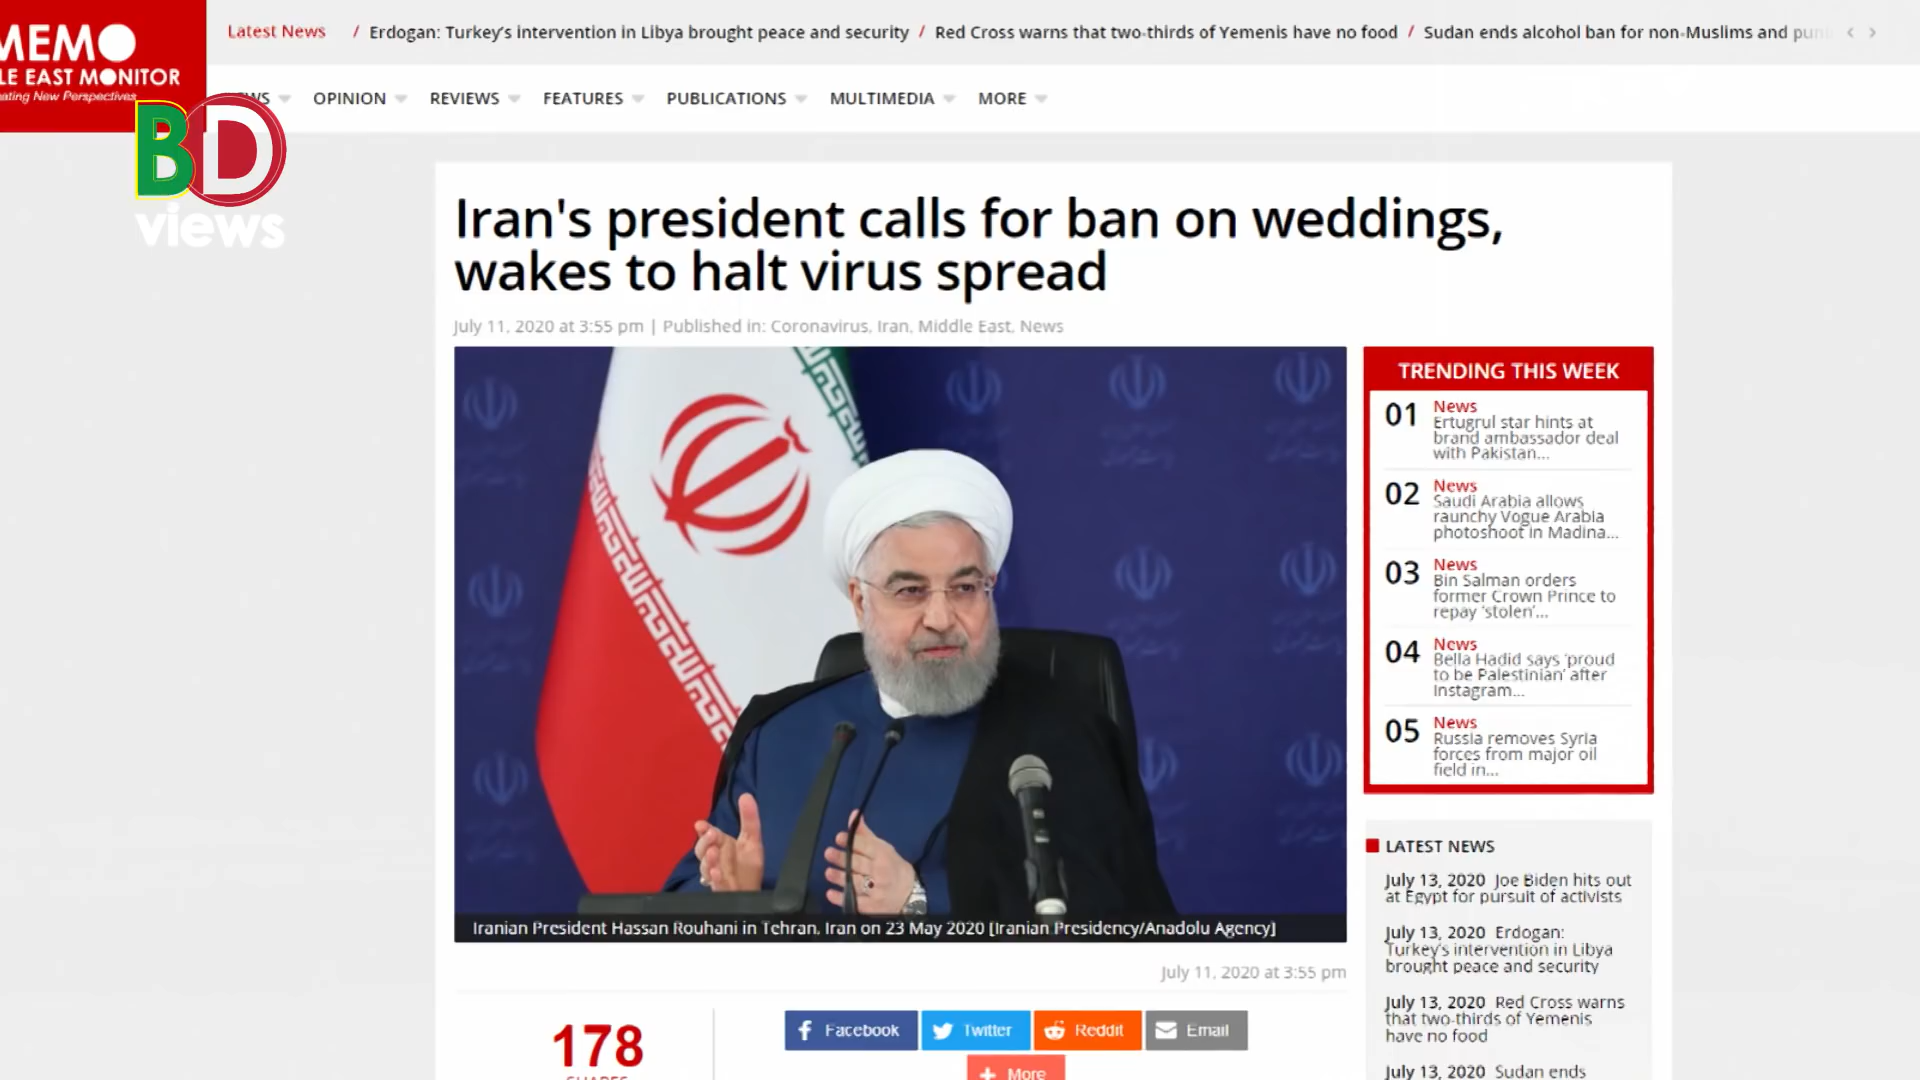 MEMO
LE EAST MONITOR
ating New Perspectives
Latest News / Erdogan: Turkey's intervention in Libya brought peace and security / Red Cross warns that two-thirds of Yemenis have no food / Sudan ends alcohol ban for non-Muslims and
OPINION REVIEWS FEATURES PUBLICATIONS MULTIMEDIA MORE
BD
views
Iran's president calls for ban on weddings,
wakes to halt virus spread
July 11, 2020 at 3:55 pm | Published in: Coronavirus, Iran, Middle East, News
Iranian President Hassan Rouhani in Tehran, Iran on 23 May 2020 [Iranian Presidency/Anadolu Agency]
July 11, 2020 at 3:55 pm
178
SHARES
Facebook Twitter Reddit Email
+ More
TRENDING THIS WEEK
01 News
Ertugrul star hints at
brand ambassador deal
with Pakistan...
02 News
Saudi Arabia allows
raunchy Vogue Arabia
photoshoot in Madina...
03 News
Bin Salman orders
former Crown Prince to
repay 'stolen'...
04 News
Bella Hadid says 'proud
to be Palestinian' after
Instagram...
05 News
Russia removes Syria
forces from major oil
field in...
LATEST NEWS
July 13, 2020 Joe Biden hits out
at Egypt for pursuit of activists
July 13, 2020 Erdogan:
Turkey's intervention in Libya
brought peace and security
July 13, 2020 Red Cross warns
that two-thirds of Yemenis
have no food
July 13, 2020 Sudan ends